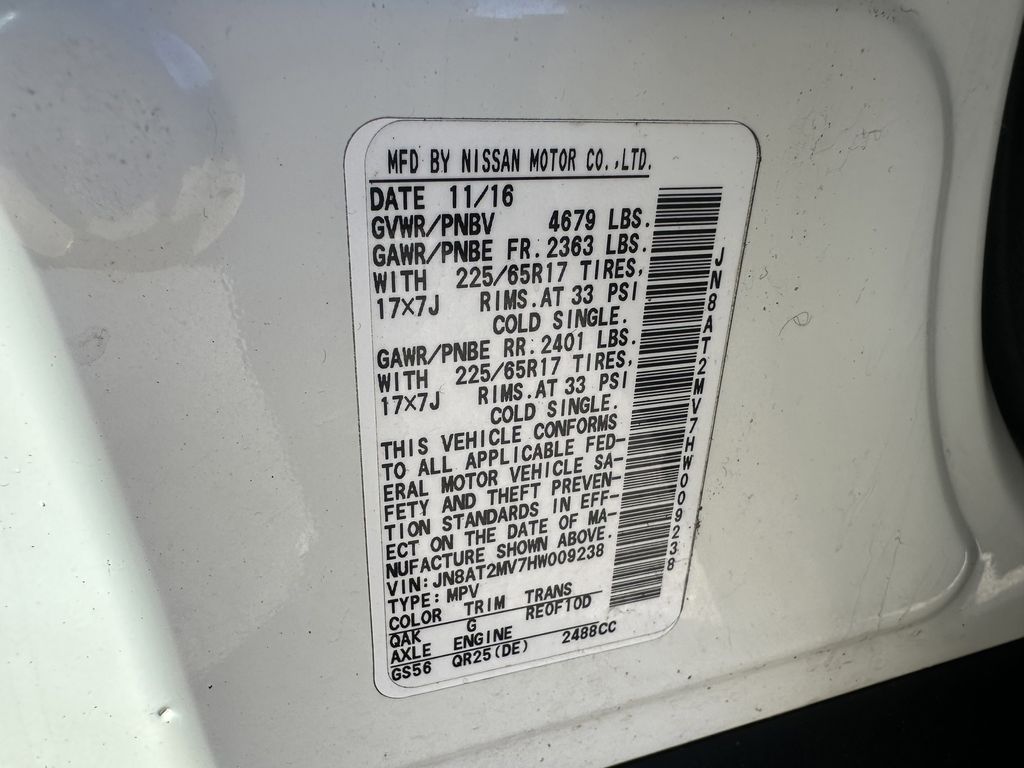 MFD BY NISSAN MOTOR CO.,LTD.
DATE 11/16
GVWR/PNBV 4679 LBS.
GAWR/PNBE FR.2363 LBS.
WITH 225/65R17 TIRES,
17×7J RIMS.AT 33 PSI
COLD SINGLE.
GAWR/PNBE RR.2401 LBS.
WITH 225/65R17 TIRES,
17×7J RIMS.AT 33 PSI
COLD SINGLE.
THIS VEHICLE CONFORMS
TO ALL APPLICABLE FED-
ERAL MOTOR VEHICLE SA-
FETY AND THEFT PREVEN-
TION STANDARDS IN EFF-
ECT ON THE DATE OF MA-
NUFACTURE SHOWN ABOVE.
VIN:JN8AT2MV7HW009238
TYPE:MPV
COLOR TRIM TRANS
QAK G RE0F10D
AXLE ENGINE
GS56 QR25(DE) 2488CC
JN8AT2MV7HW009238